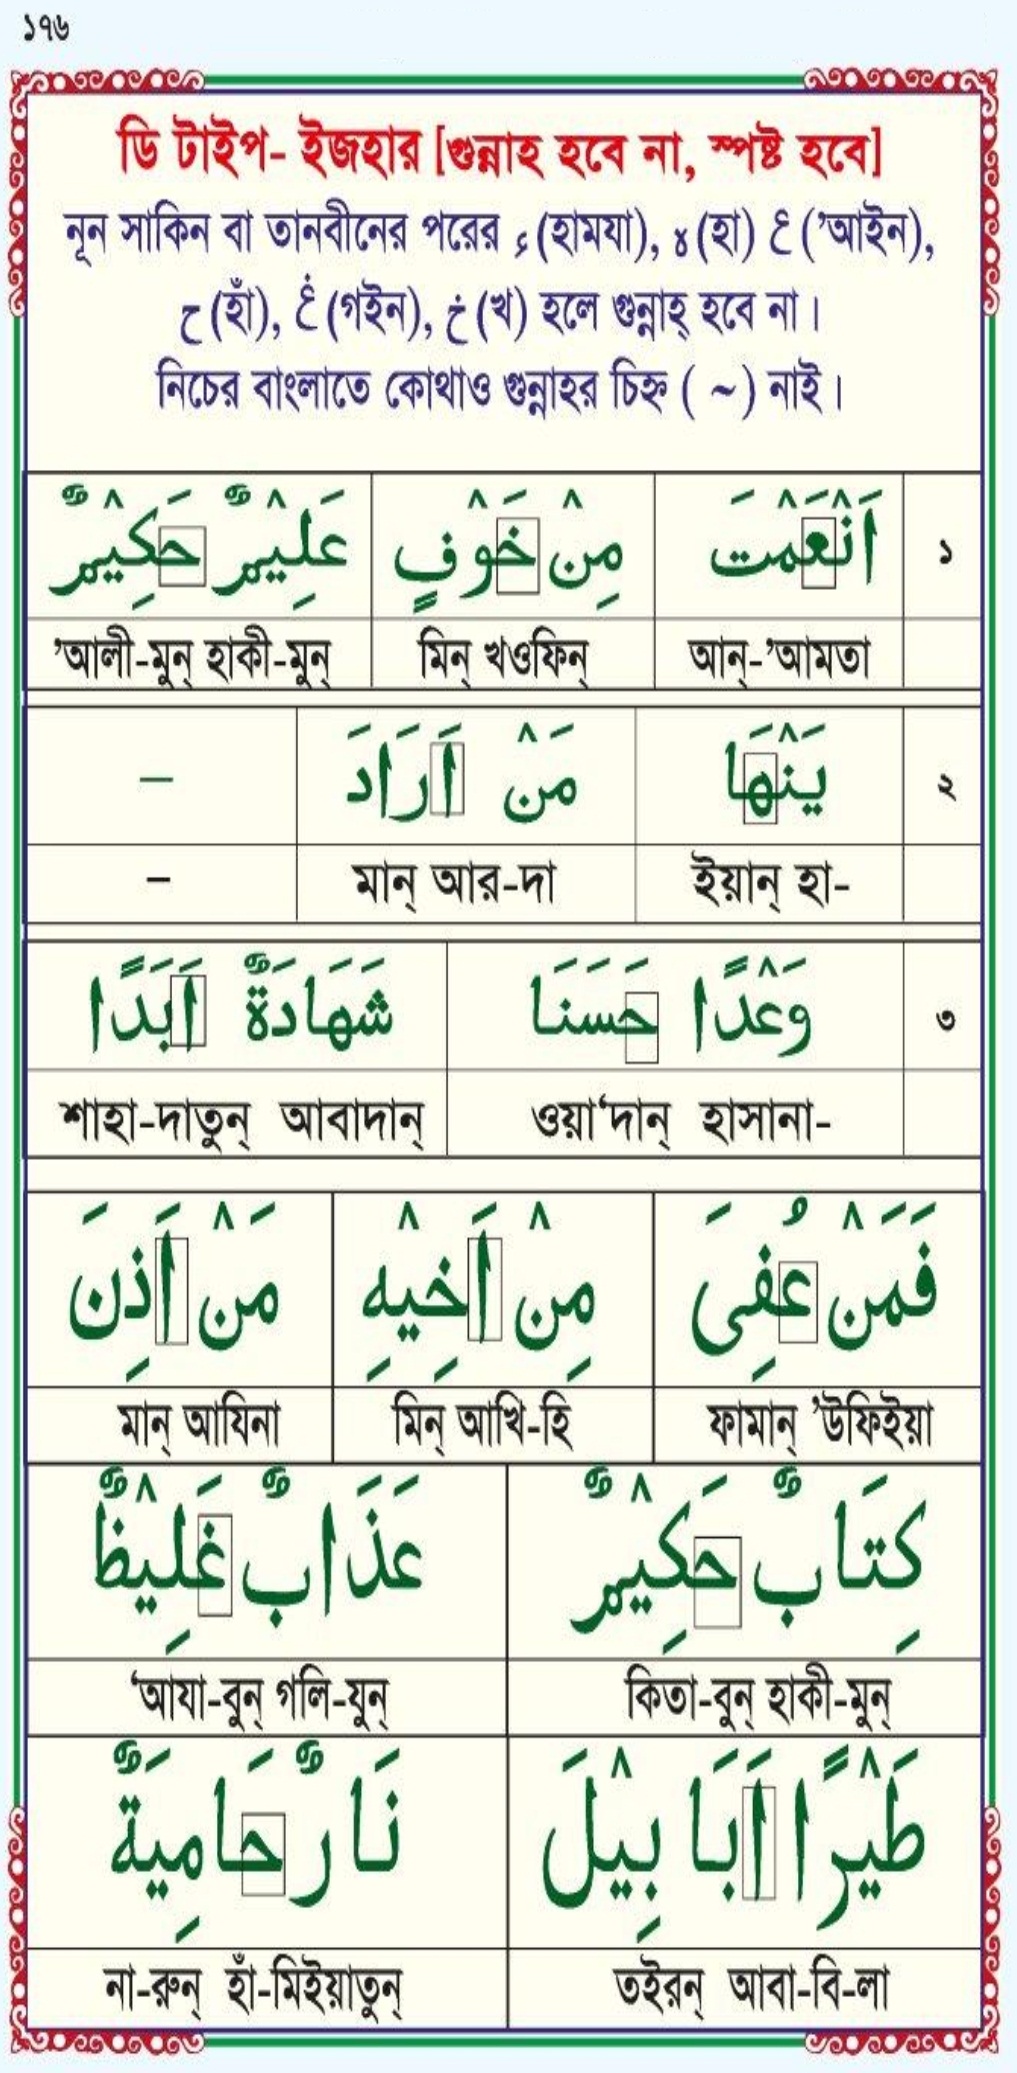 ১৭৬
ডি টাইপ- ইজহার [গুন্নাহ হবে না, স্পষ্ট হবে]
নূন সাকিন বা তানবীনের পরের ء (হামযা), ه (হা) ع (’আইন),
ح (হাঁ), غ (গইন), خ (খ) হলে গুন্নাহ্ হবে না।
নিচের বাংলাতে কোথাও গুন্নাহর চিহ্ন ( ~ ) নাই।
اَنْعَمْتَ مِنْ خَوْفٍ عَلِيْمٌ حَكِيْمٌ ১
’আলী-মুন্ হাকী-মুন্ মিন্ খওফিন্ আন্-’আমতা
يَنْهَا مَنْ اَرَادَ – ২
– মান্ আর-দা ইয়ান্ হা-
وَعْدًا حَسَنَا شَهَادَةٌ اَبَدًا ৩
শাহা-দাতুন্ আবাদান্ ওয়া‘দান্ হাসানা-
فَمَنْ عُفِىَ مِنْ اَخِيْهِ مَنْ اَذِنَ
মান্ আযিনা মিন্ আখি-হি ফামান্ ’উফিইয়া
كِتَابٌ حَكِيْمٌ عَذَابٌ غَلِيْظٌ
‘আযা-বুন্ গলি-যুন্ কিতা-বুন্ হাকী-মুন্
طَيْرًا اَبَابِيْلَ نَارٌ حَامِيَةٌ
না-রুন্ হাঁ-মিইয়াতুন্ তইরন্ আবা-বি-লা